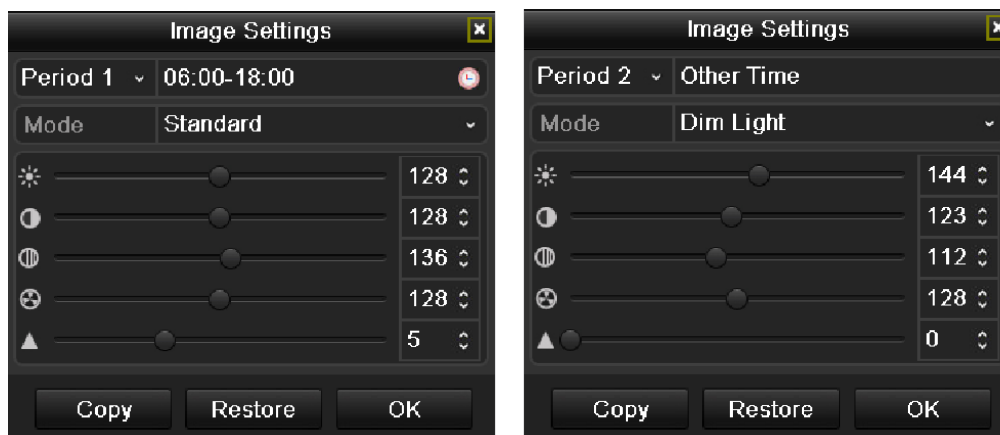 Image Settings
Period 1 06:00-18:00
Mode Standard
128
128
136
128
5
Copy Restore OK
Image Settings
Period 2 Other Time
Mode Dim Light
144
123
112
128
0
Copy Restore OK